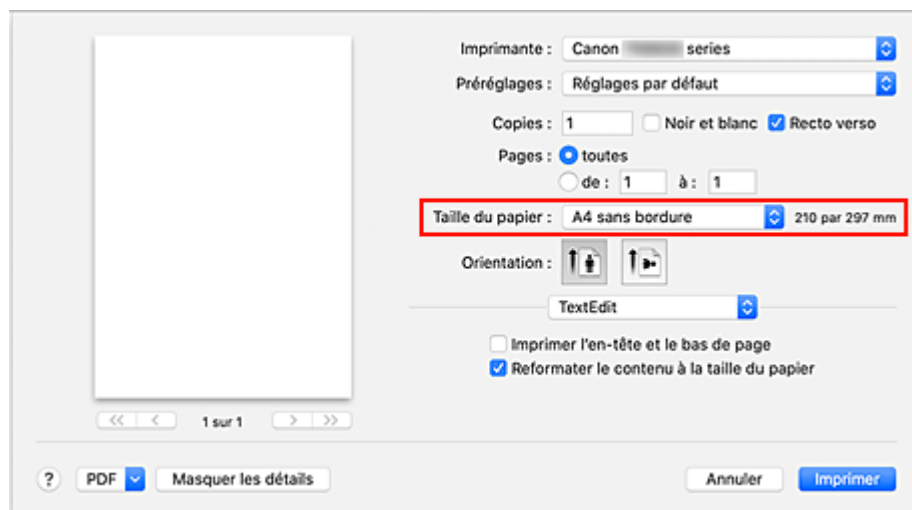 Imprimante : Canon series
Préréglages : Réglages par défaut
Copies : 1 Noir et blanc Recto verso
Pages : toutes
de : 1 à : 1
Taille du papier : A4 sans bordure 210 par 297 mm
Orientation :
TextEdit
Imprimer l'en-tête et le bas de page
Reformater le contenu à la taille du papier
<< < 1 sur 1 > >>
? PDF Masquer les détails Annuler Imprimer